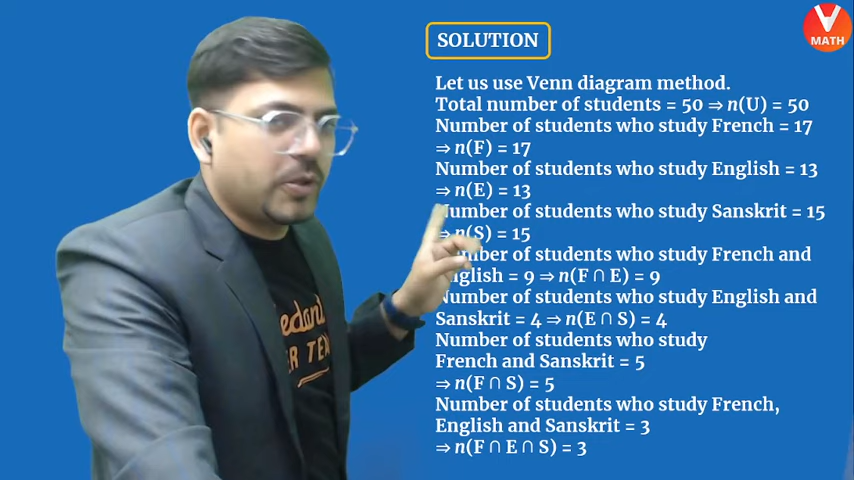 V
MATH
SOLUTION
Let us use Venn diagram method.
Total number of students = 50 ⇒ n(U) = 50
Number of students who study French = 17
⇒ n(F) = 17
Number of students who study English = 13
⇒ n(E) = 13
Number of students who study Sanskrit = 15
⇒ n(S) = 15
Number of students who study French and
English = 9 ⇒ n(F ∩ E) = 9
Number of students who study English and
Sanskrit = 4 ⇒ n(E ∩ S) = 4
Number of students who study
French and Sanskrit = 5
⇒ n(F ∩ S) = 5
Number of students who study French,
English and Sanskrit = 3
⇒ n(F ∩ E ∩ S) = 3